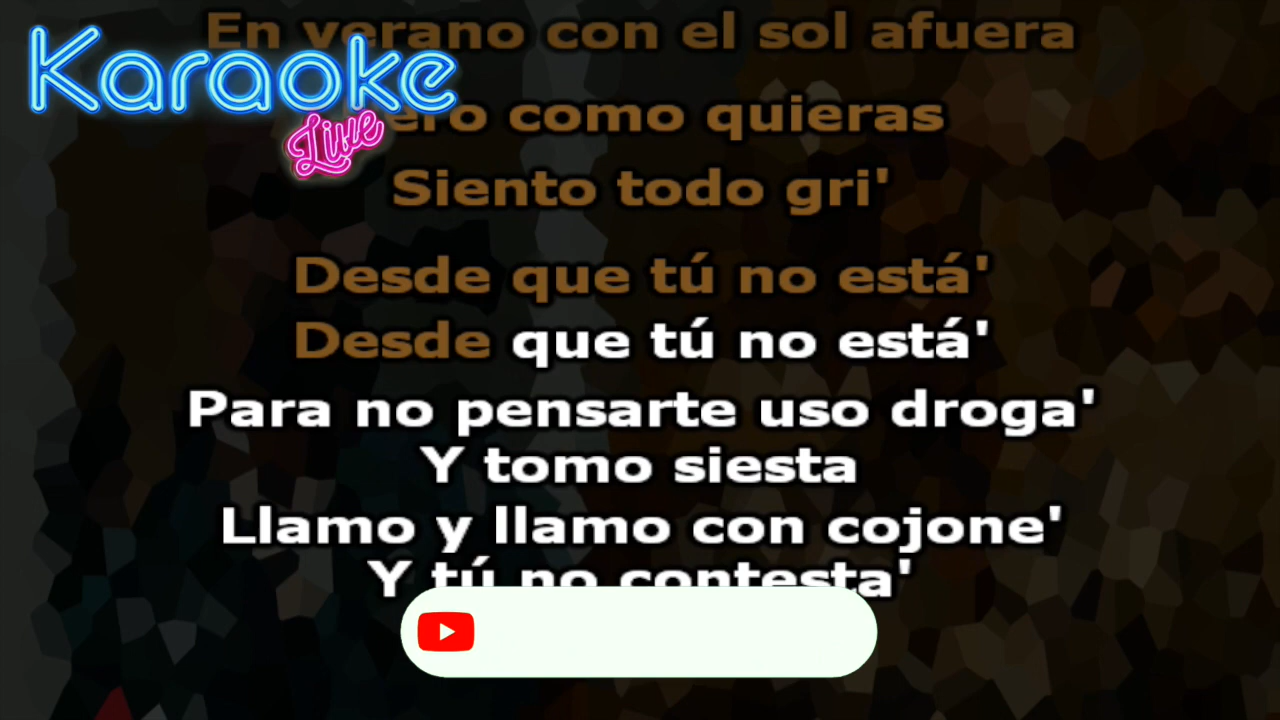 En verano con el sol afuera
Karaoke
Live
como quieras
Siento todo gri'
Desde que tú no está'
Desde que tú no está'
Para no pensarte uso droga'
Y tomo siesta
Llamo y llamo con cojone'
Y tú no contesta'